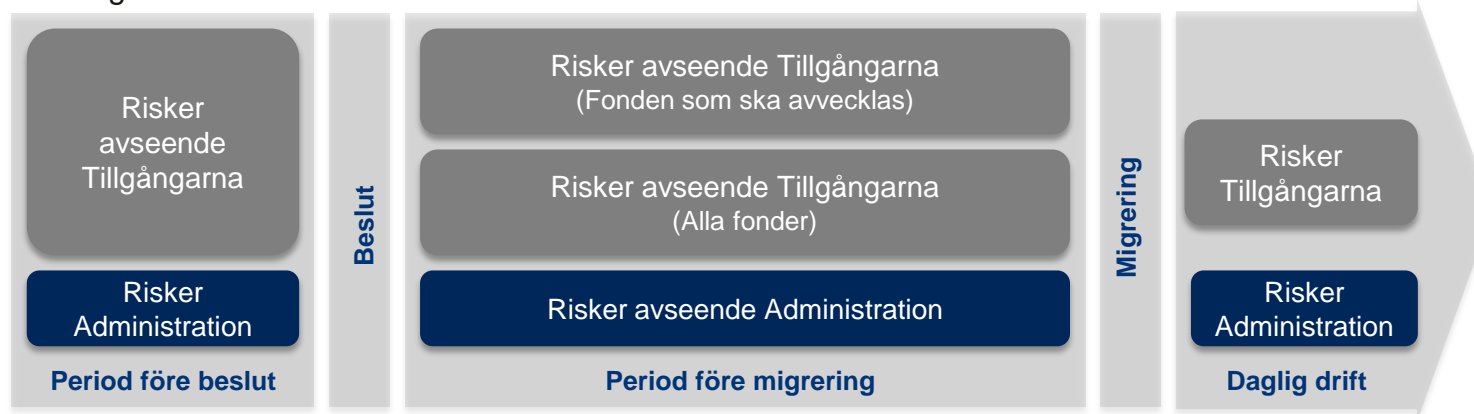 Risker
avseende
Tillgångarna
Risker
Administration
Period före beslut
Beslut
Risker avseende Tillgångarna
(Fonden som ska avvecklas)
Risker avseende Tillgångarna
(Alla fonder)
Risker avseende Administration
Period före migrering
Migrering
Risker
Tillgångarna
Risker
Administration
Daglig drift